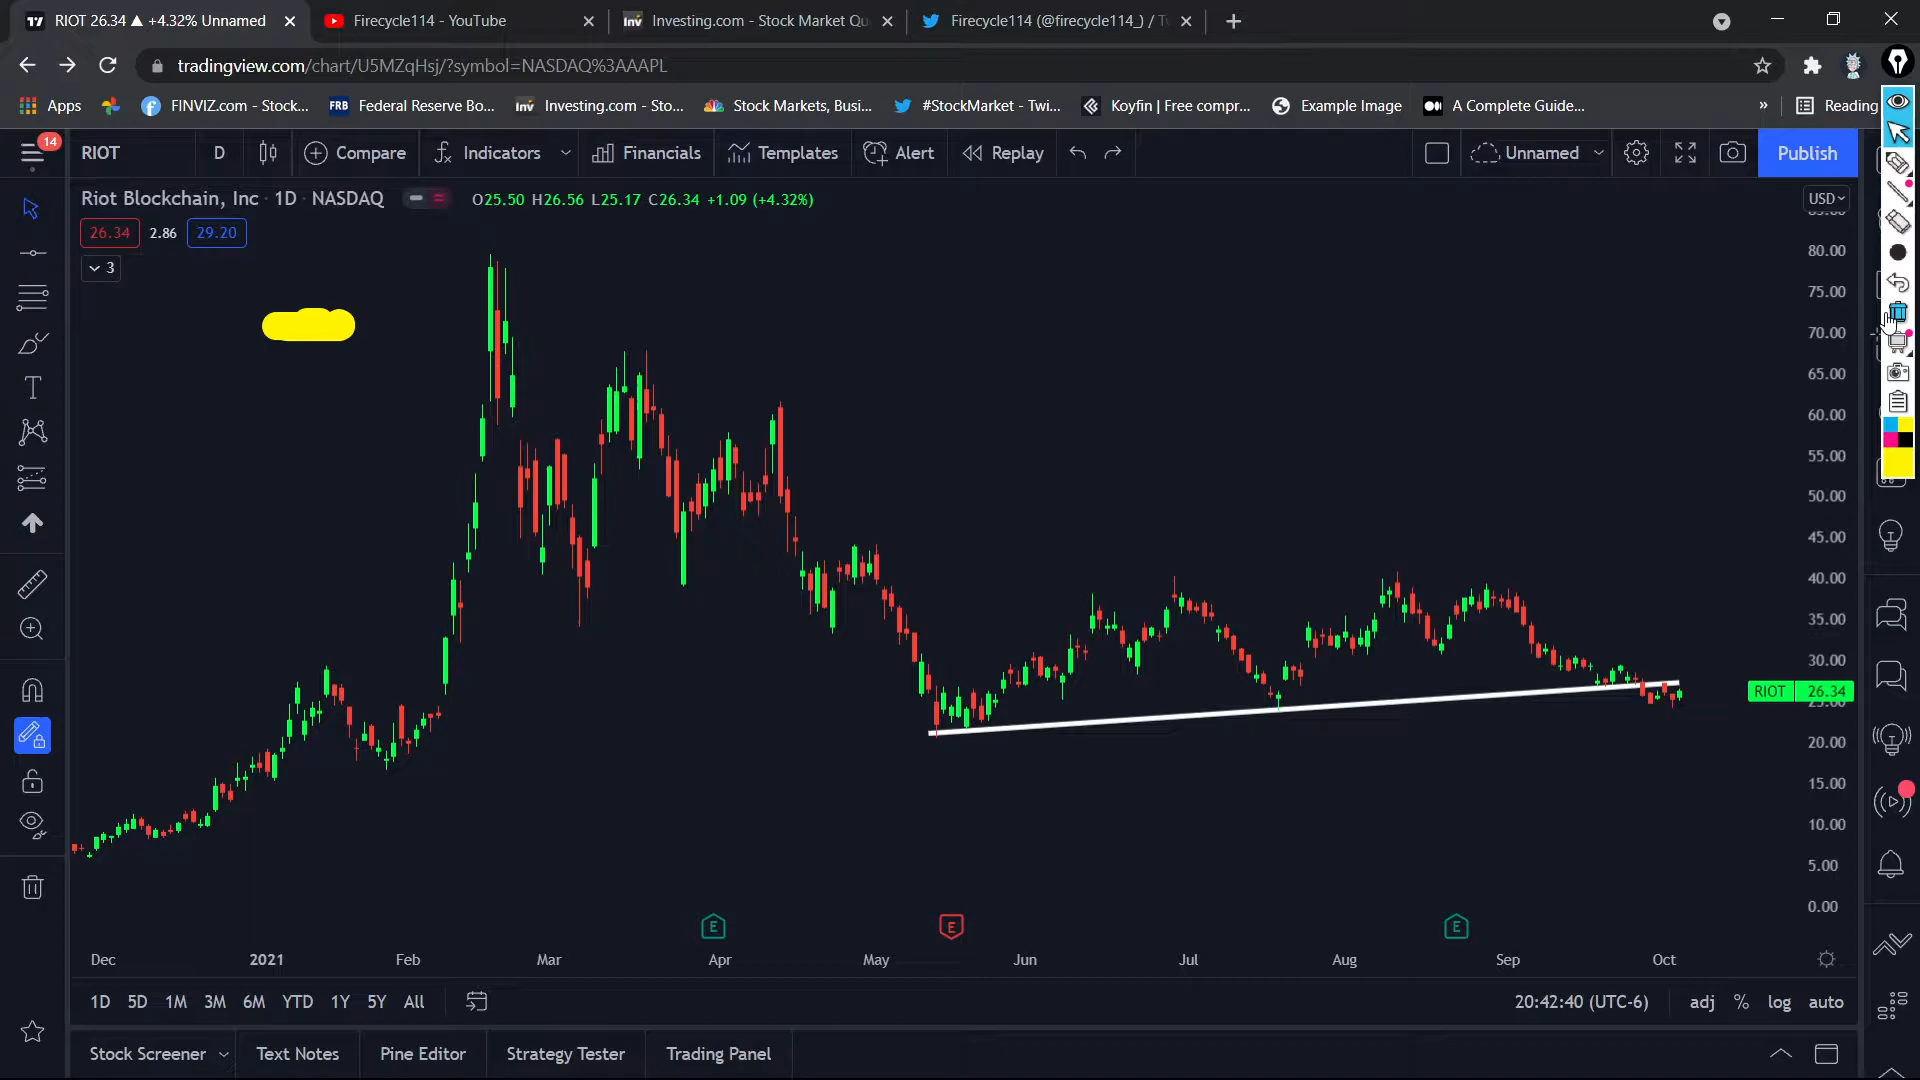 RIOT 26.34 ▲ +4.32% Unnamed
Firecycle114 - YouTube
Inv Investing.com - Stock Market Qu
Firecycle114 (@firecycle114_) / Tw
tradingview.com/chart/U5MZqHsj/?symbol=NASDAQ%3AAAPL
Apps
FINVIZ.com - Stock...
FRB Federal Reserve Bo...
Inv Investing.com - Sto...
Stock Markets, Busi...
#StockMarket - Twi...
Koyfin | Free compr...
Example Image
A Complete Guide...
»
Reading
14
RIOT
D
Compare
Indicators
Financials
Templates
Alert
Replay
Unnamed
Publish
Riot Blockchain, Inc · 1D · NASDAQ
O25.50 H26.56 L25.17 C26.34 +1.09 (+4.32%)
USD
26.34 2.86 29.20
3
80.00
75.00
70.00
65.00
60.00
55.00
50.00
45.00
40.00
35.00
30.00
RIOT 26.34
25.00
20.00
15.00
10.00
5.00
0.00
E
E
E
Dec 2021 Feb Mar Apr May Jun Jul Aug Sep Oct
1D 5D 1M 3M 6M YTD 1Y 5Y All
20:42:40 (UTC-6)
adj % log auto
Stock Screener
Text Notes
Pine Editor
Strategy Tester
Trading Panel